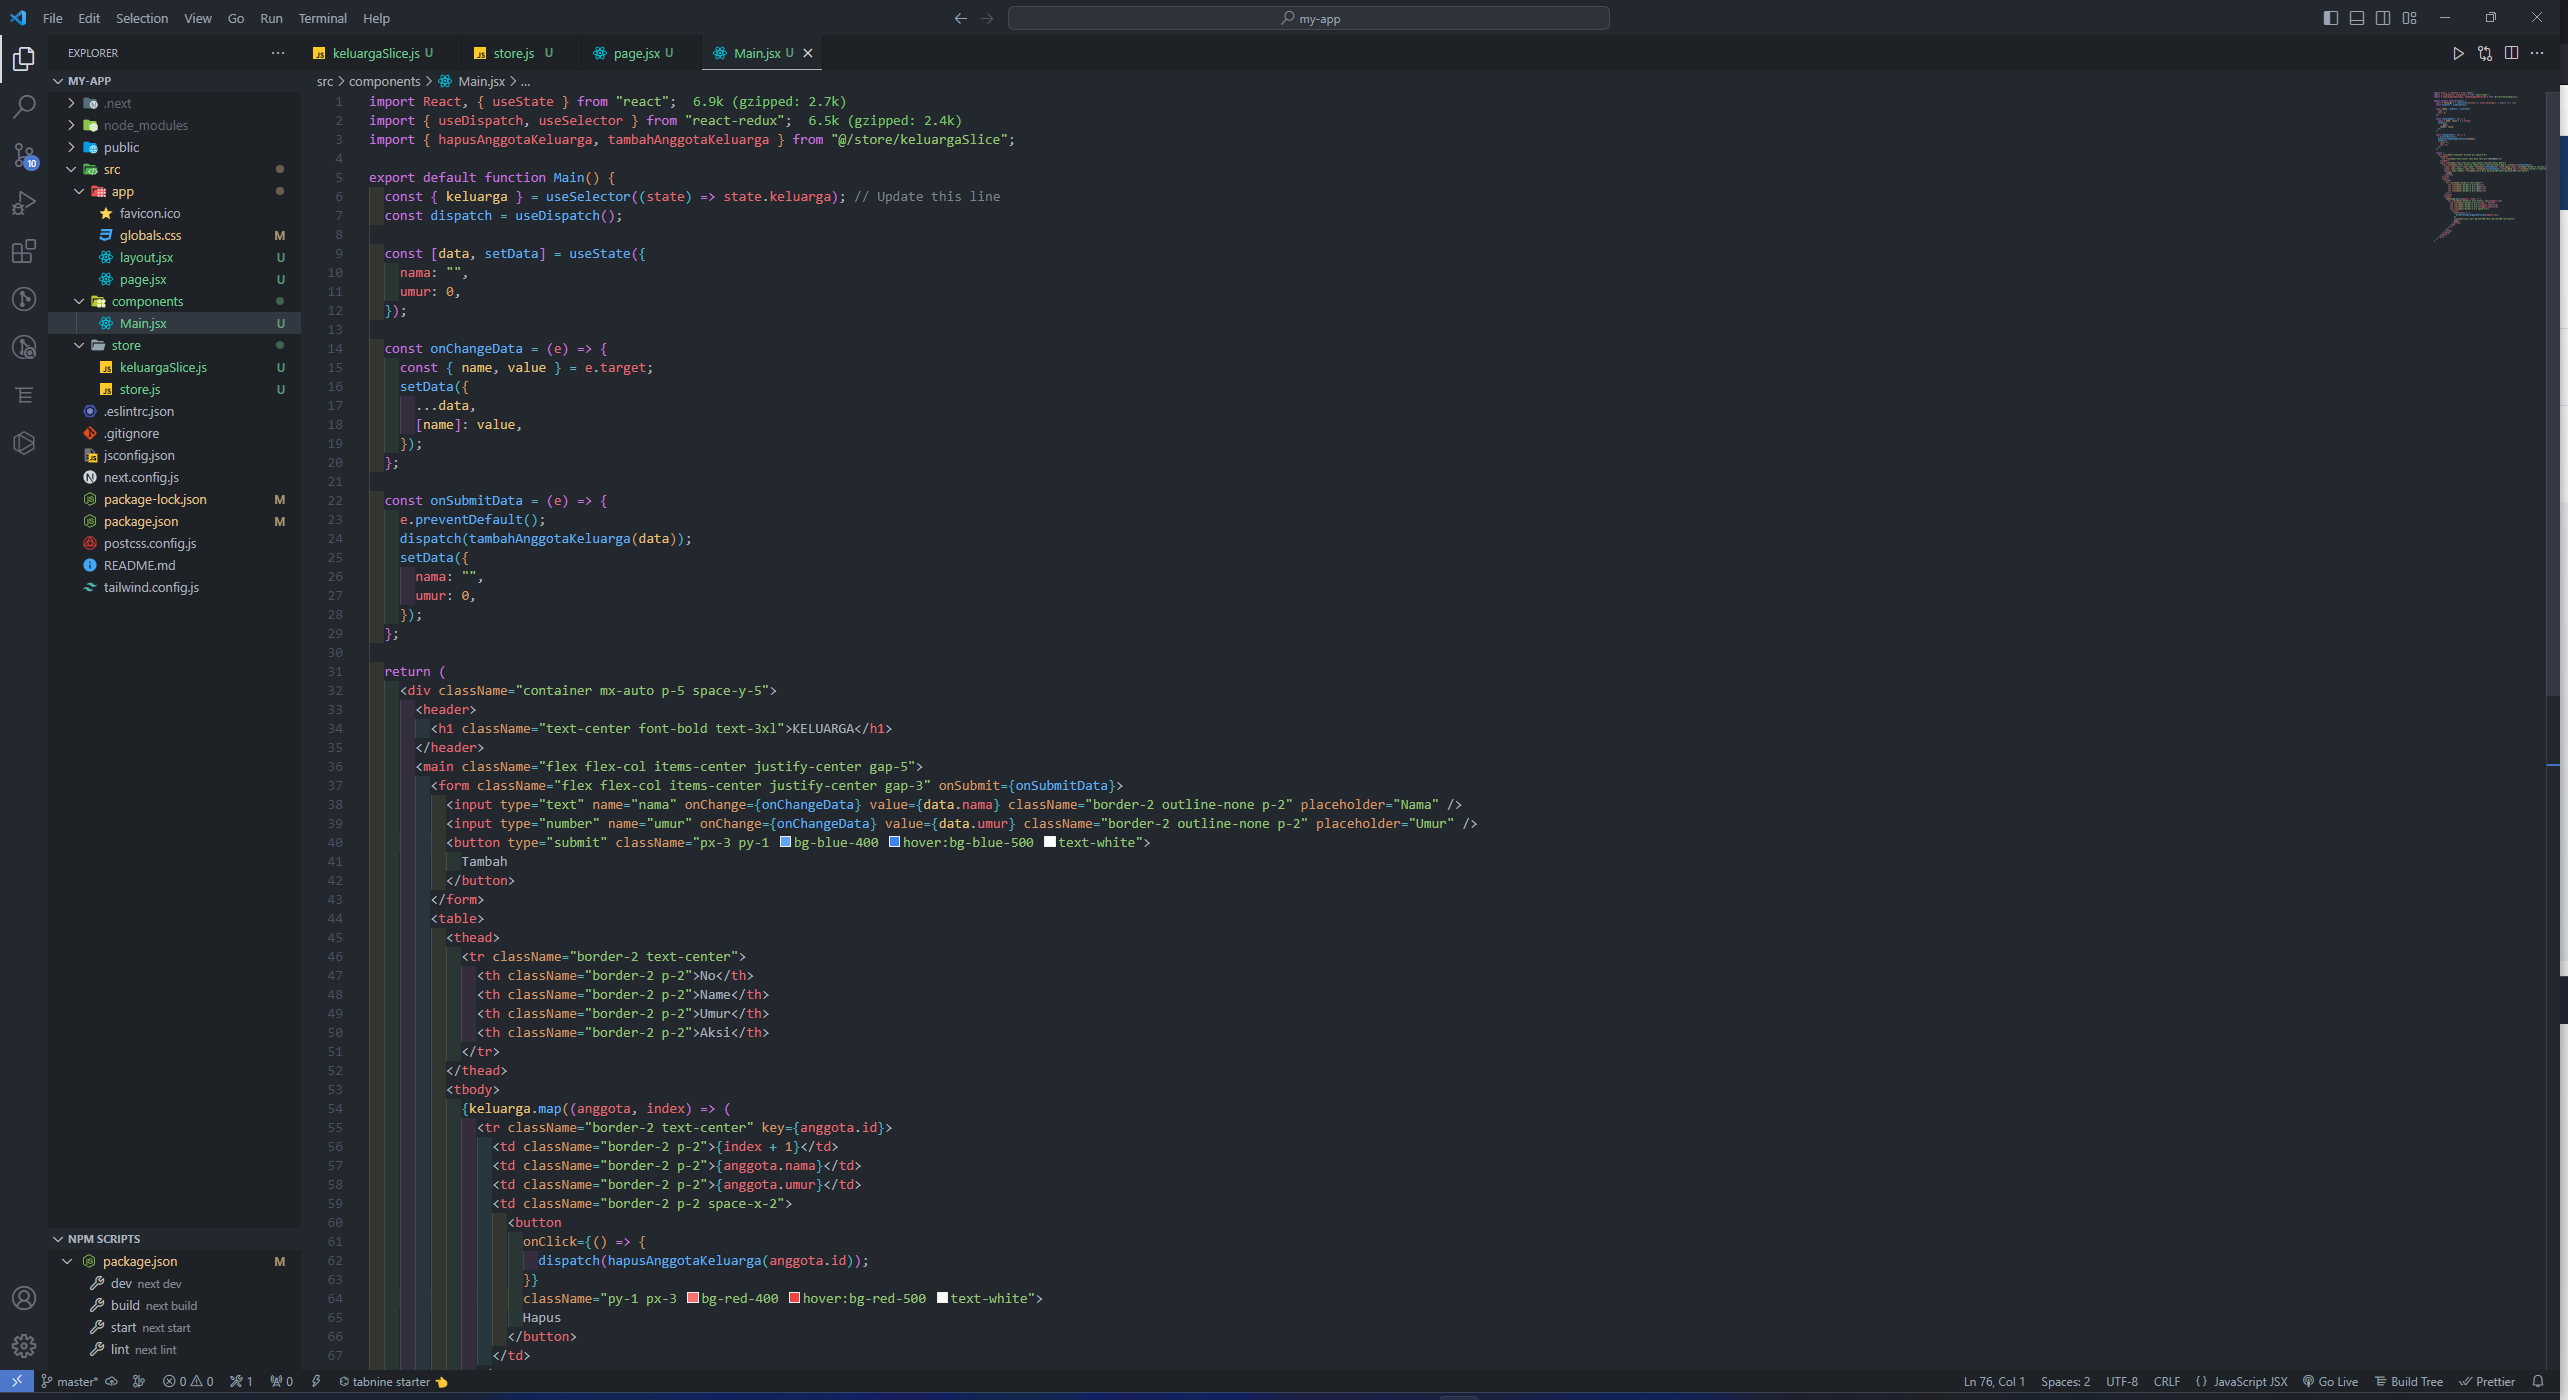 File Edit Selection View Go Run Terminal Help
my-app
EXPLORER
MY-APP
.next
node_modules
public
src
app
favicon.ico
globals.css M
layout.jsx U
page.jsx U
components
Main.jsx U
store
keluargaSlice.js U
store.js U
.eslintrc.json
.gitignore
jsconfig.json
next.config.js
package-lock.json M
package.json M
postcss.config.js
README.md
tailwind.config.js
NPM SCRIPTS
package.json M
dev next dev
build next build
start next start
lint next lint
10
keluargaSlice.js U store.js U page.jsx U Main.jsx U
src > components > Main.jsx > ...
1 import React, { useState } from "react"; 6.9k (gzipped: 2.7k)
2 import { useDispatch, useSelector } from "react-redux"; 6.5k (gzipped: 2.4k)
3 import { hapusAnggotaKeluarga, tambahAnggotaKeluarga } from "@/store/keluargaSlice";
4
5 export default function Main() {
6 const { keluarga } = useSelector((state) => state.keluarga); // Update this line
7 const dispatch = useDispatch();
8
9 const [data, setData] = useState({
10 nama: "",
11 umur: 0,
12 });
13
14 const onChangeData = (e) => {
15 const { name, value } = e.target;
16 setData({
17 ...data,
18 [name]: value,
19 });
20 };
21
22 const onSubmitData = (e) => {
23 e.preventDefault();
24 dispatch(tambahAnggotaKeluarga(data));
25 setData({
26 nama: "",
27 umur: 0,
28 });
29 };
30
31 return (
32 <div className="container mx-auto p-5 space-y-5">
33 <header>
34 <h1 className="text-center font-bold text-3xl">KELUARGA</h1>
35 </header>
36 <main className="flex flex-col items-center justify-center gap-5">
37 <form className="flex flex-col items-center justify-center gap-3" onSubmit={onSubmitData}>
38 <input type="text" name="nama" onChange={onChangeData} value={data.nama} className="border-2 outline-none p-2" placeholder="Nama" />
39 <input type="number" name="umur" onChange={onChangeData} value={data.umur} className="border-2 outline-none p-2" placeholder="Umur" />
40 <button type="submit" className="px-3 py-1 bg-blue-400 hover:bg-blue-500 text-white">
41 Tambah
42 </button>
43 </form>
44 <table>
45 <thead>
46 <tr className="border-2 text-center">
47 <th className="border-2 p-2">No</th>
48 <th className="border-2 p-2">Name</th>
49 <th className="border-2 p-2">Umur</th>
50 <th className="border-2 p-2">Aksi</th>
51 </tr>
52 </thead>
53 <tbody>
54 {keluarga.map((anggota, index) => (
55 <tr className="border-2 text-center" key={anggota.id}>
56 <td className="border-2 p-2">{index + 1}</td>
57 <td className="border-2 p-2">{anggota.nama}</td>
58 <td className="border-2 p-2">{anggota.umur}</td>
59 <td className="border-2 p-2 space-x-2">
60 <button
61 onClick={() => {
62 dispatch(hapusAnggotaKeluarga(anggota.id));
63 }}
64 className="py-1 px-3 bg-red-400 hover:bg-red-500 text-white">
65 Hapus
66 </button>
67 </td>
master* 0 0 1 0 tabnine starter Ln 76, Col 1 Spaces: 2 UTF-8 CRLF {} JavaScript JSX Go Live Build Tree Prettier